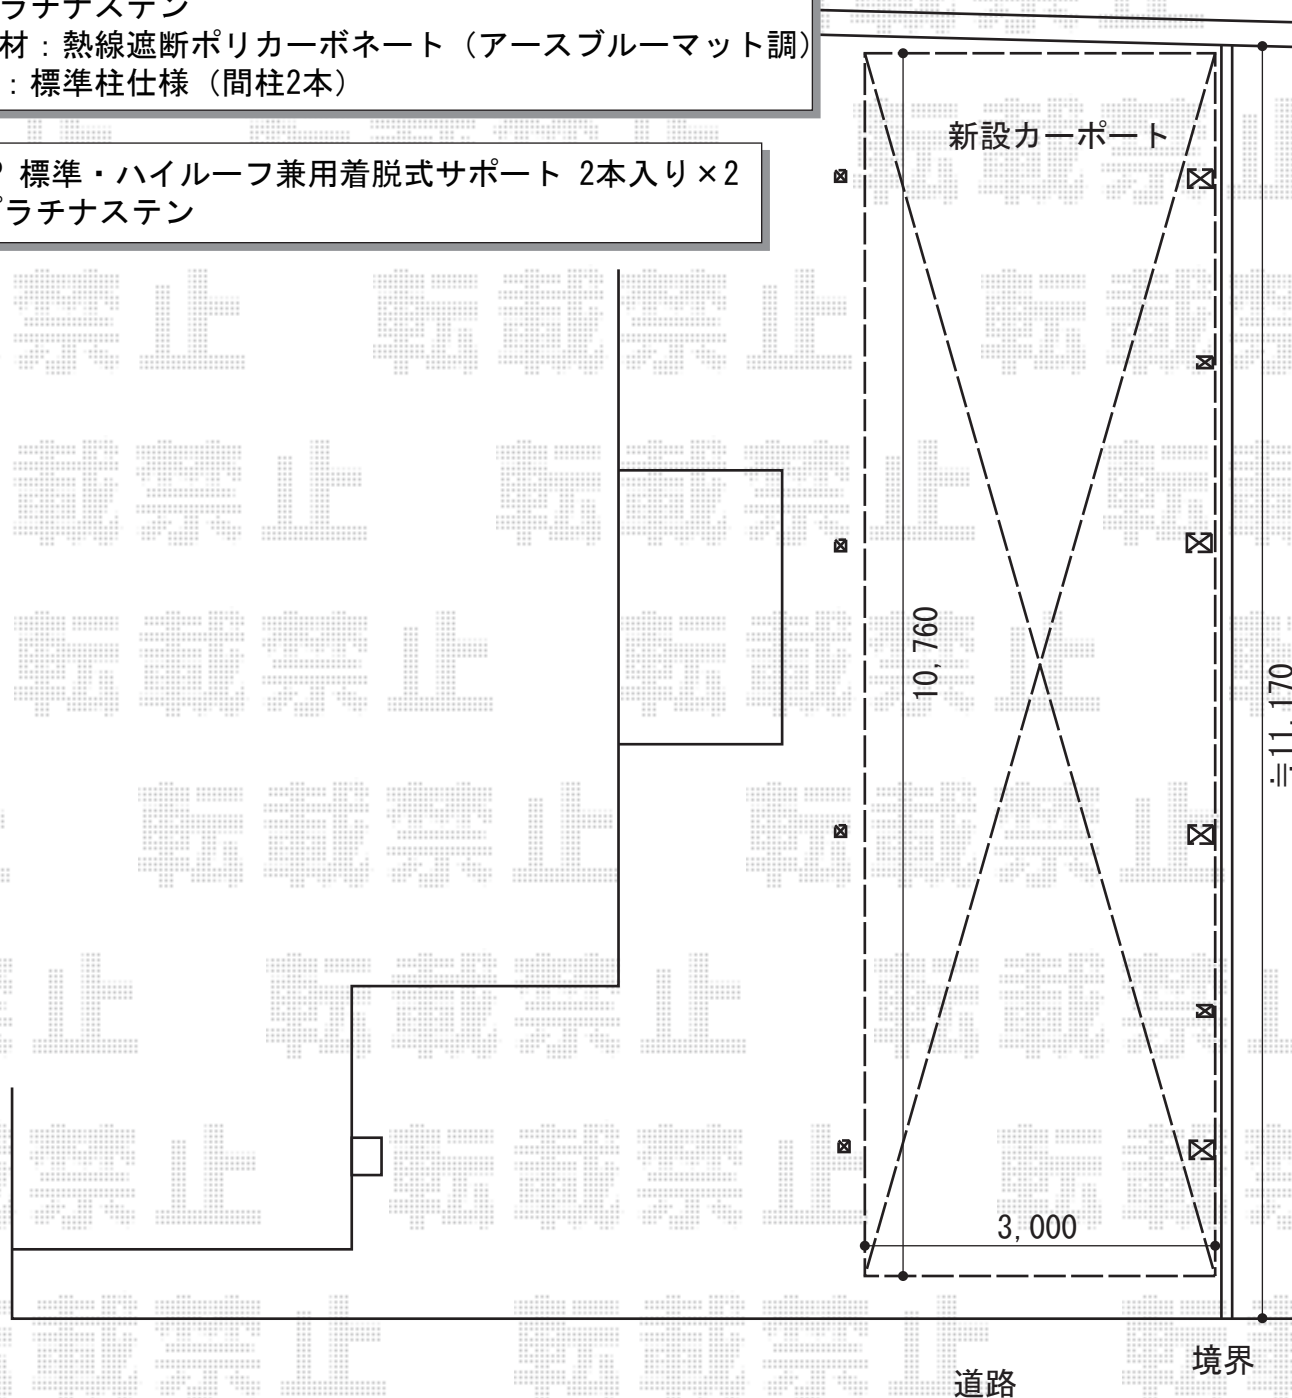 ラチナステン
材：熱線遮断ポリカーボネート（アースブルーマット調）
：標準柱仕様（間柱2本）
標準・ハイルーフ兼用着脱式サポート 2本入り×2
プラチナステン
新設カーポート
10,760
≒11,170
3,000
境界
道路
転載禁止